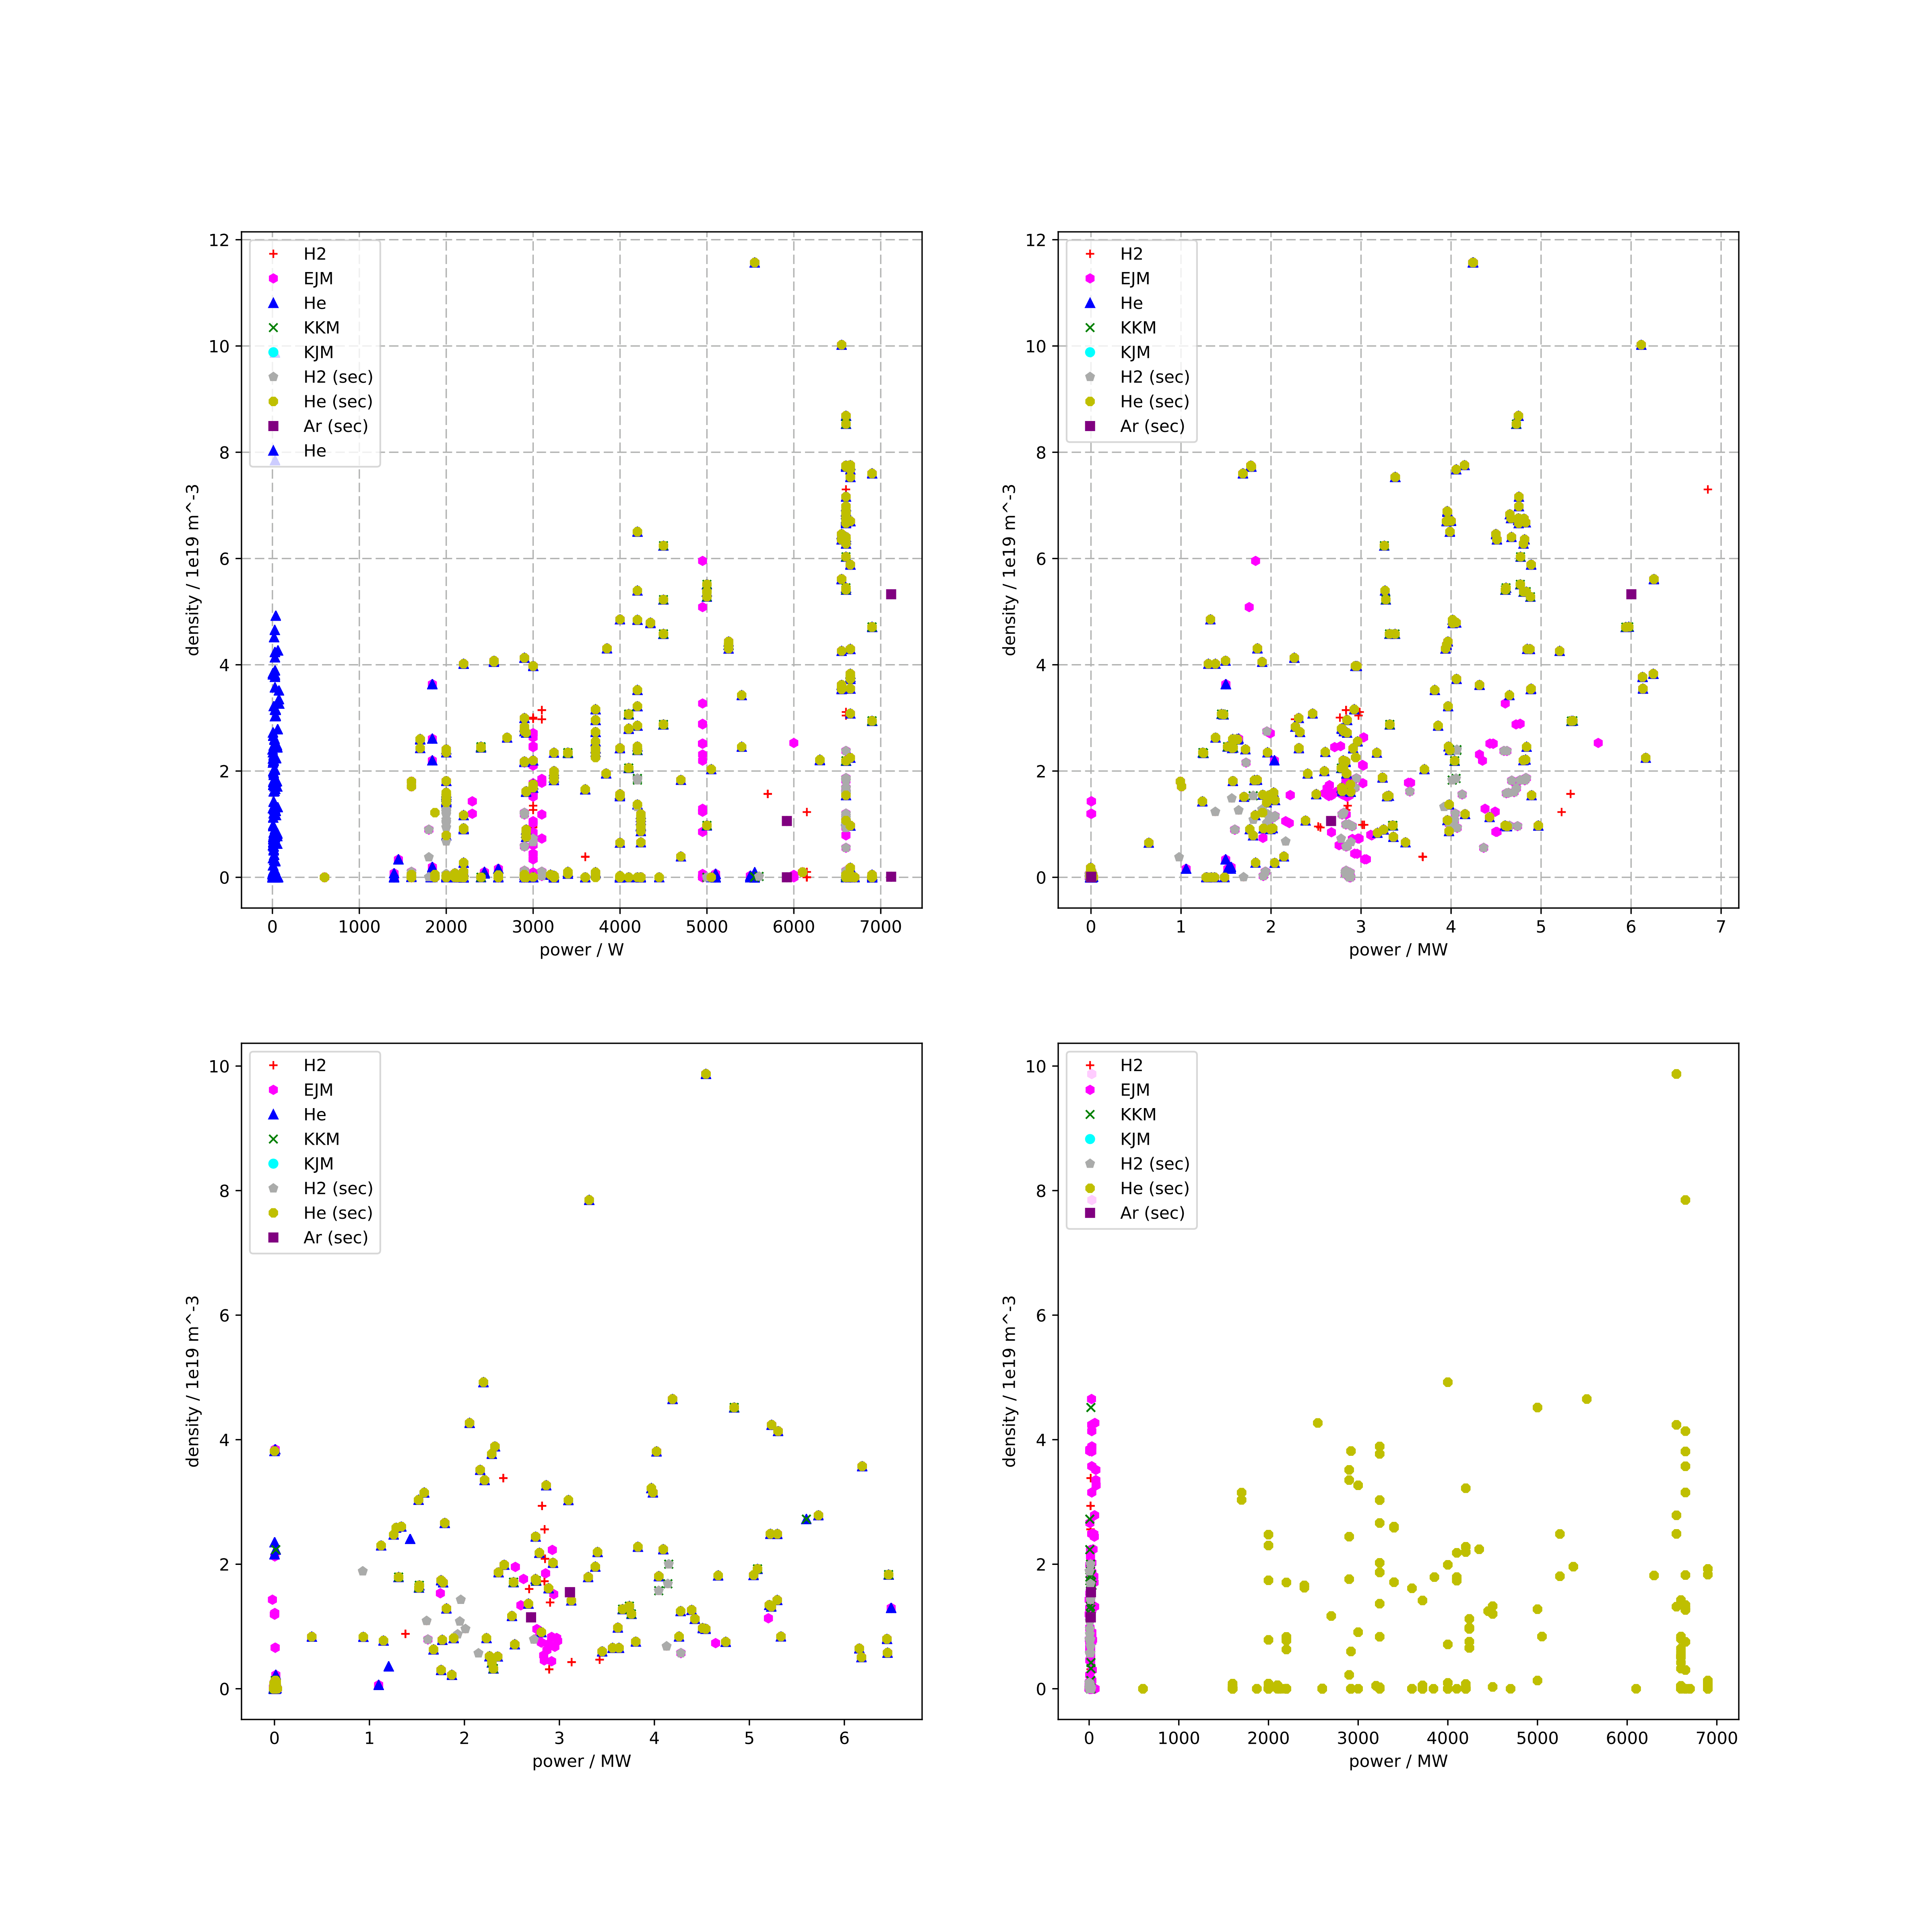 12
10
8
6
4
2
0
density / 1e19 m^-3
H2
EJM
He
KKM
KJM
H2 (sec)
He (sec)
Ar (sec)
He
0 1000 2000 3000 4000 5000 6000 7000
power / W
12
10
8
6
4
2
0
density / 1e19 m^-3
H2
EJM
He
KKM
KJM
H2 (sec)
He (sec)
Ar (sec)
0 1 2 3 4 5 6 7
power / MW
10
8
6
4
2
0
density / 1e19 m^-3
H2
EJM
He
KKM
KJM
H2 (sec)
He (sec)
Ar (sec)
0 1 2 3 4 5 6
power / MW
10
8
6
4
2
0
density / 1e19 m^-3
H2
EJM
KKM
KJM
H2 (sec)
He (sec)
Ar (sec)
0 1000 2000 3000 4000 5000 6000 7000
power / MW